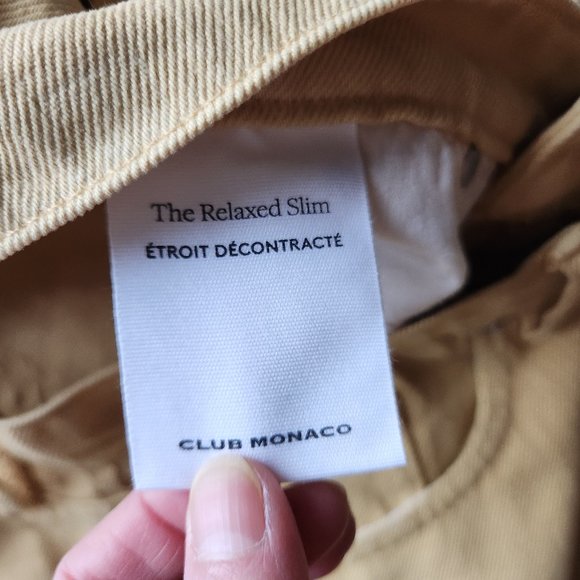 The Relaxed Slim
ÉTROIT DÉCONTRACTÉ
CLUB MONACO